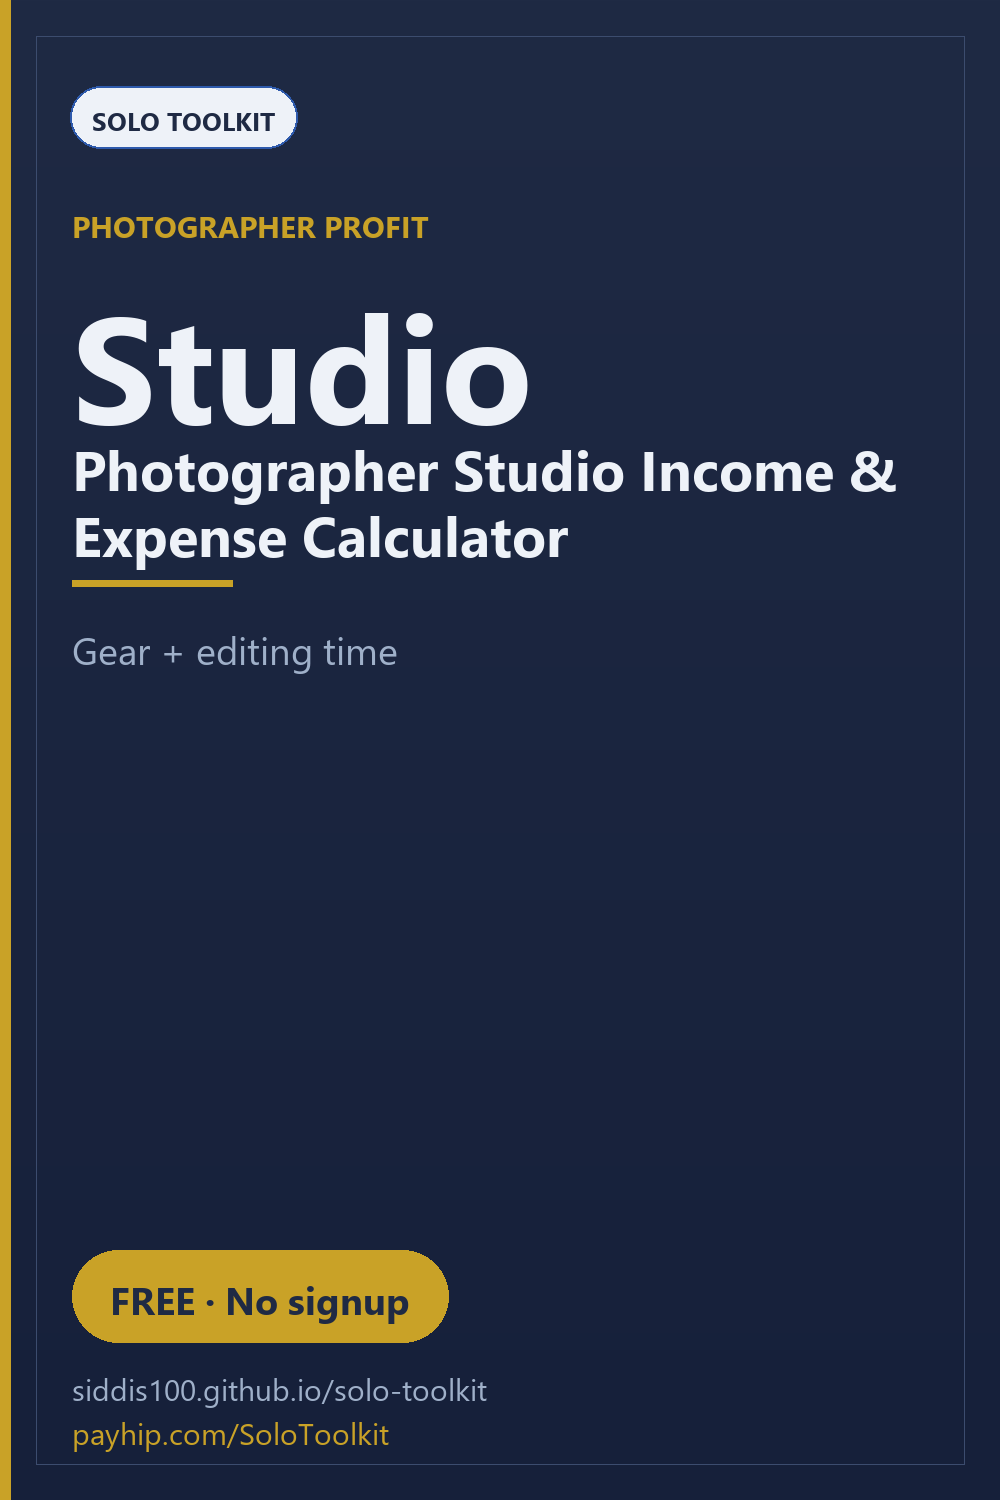 SOLO TOOLKIT
PHOTOGRAPHER PROFIT
Studio
Photographer Studio Income &
Expense Calculator
Gear + editing time
FREE · No signup
siddis100.github.io/solo-toolkit
payhip.com/SoloToolkit